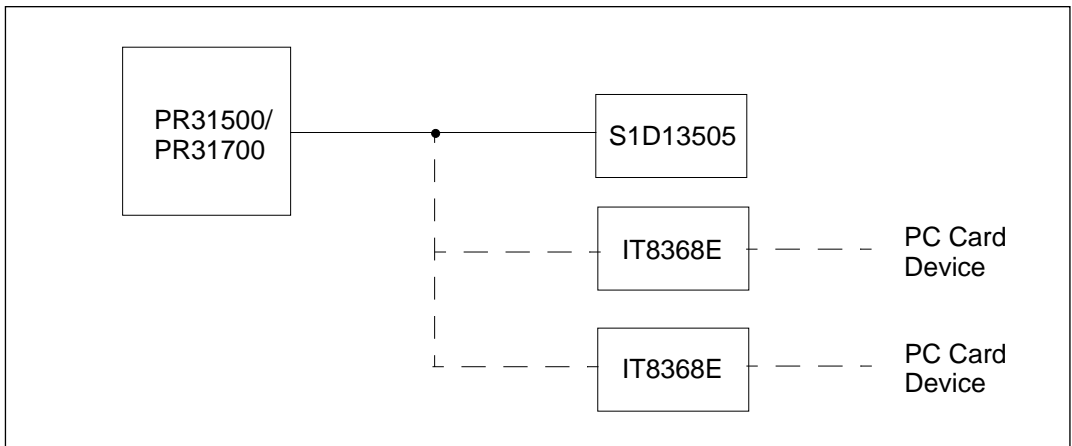 PR31500/
PR31700
S1D13505
IT8368E
PC Card
Device
IT8368E
PC Card
Device